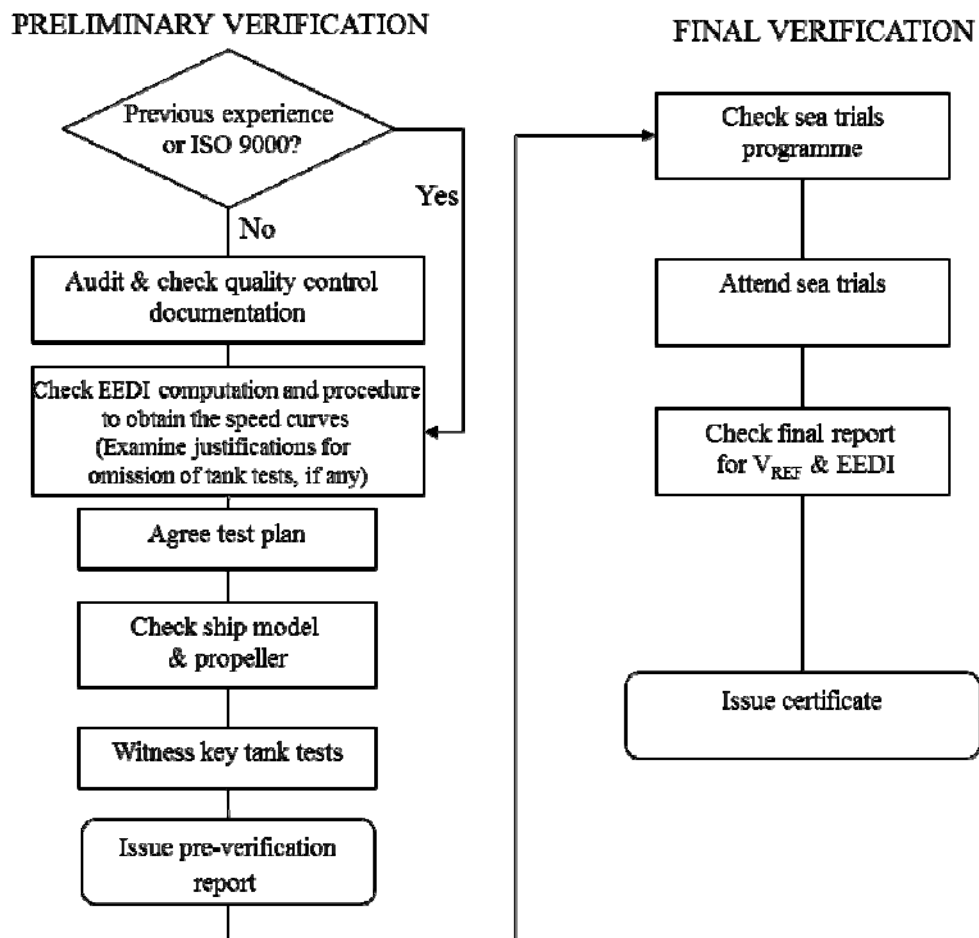 PRELIMINARY VERIFICATION
Previous experience
or ISO 9000?
Yes
No
Audit & check quality control
documentation
Check EEDI computation and procedure
to obtain the speed curves
(Examine justifications for
omission of tank tests, if any)
Agree test plan
Check ship model
& propeller
Witness key tank tests
Issue pre-verification
report
FINAL VERIFICATION
Check sea trials
programme
Attend sea trials
Check final report
for VREF & EEDI
Issue certificate